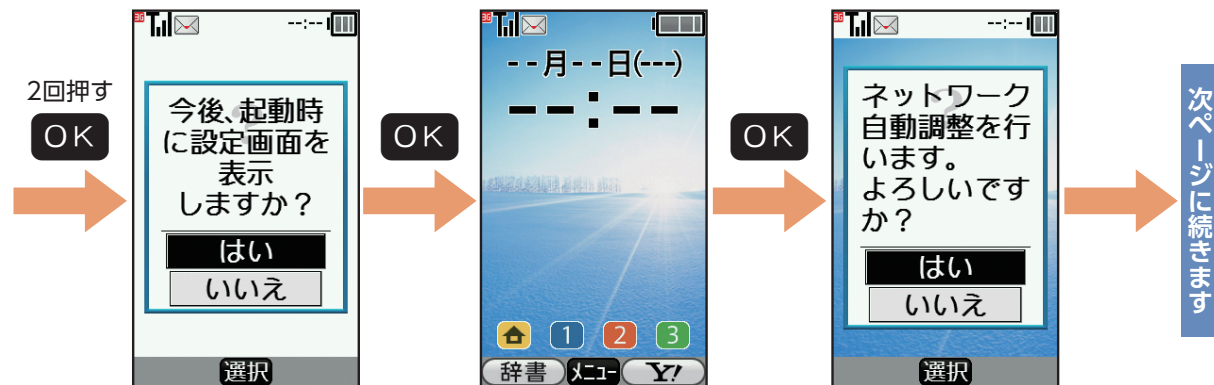 2回押す
OK
3G
--:--
今後、起動時
に設定画面を
表示
しますか？
はい
いいえ
選択
OK
3G
--月--日(---)
--:--
1 2 3
辞書 メニュー Y!
OK
3G
--:--
ネットワーク
自動調整を行
います。
よろしいです
か？
はい
いいえ
選択
次ページに続きます